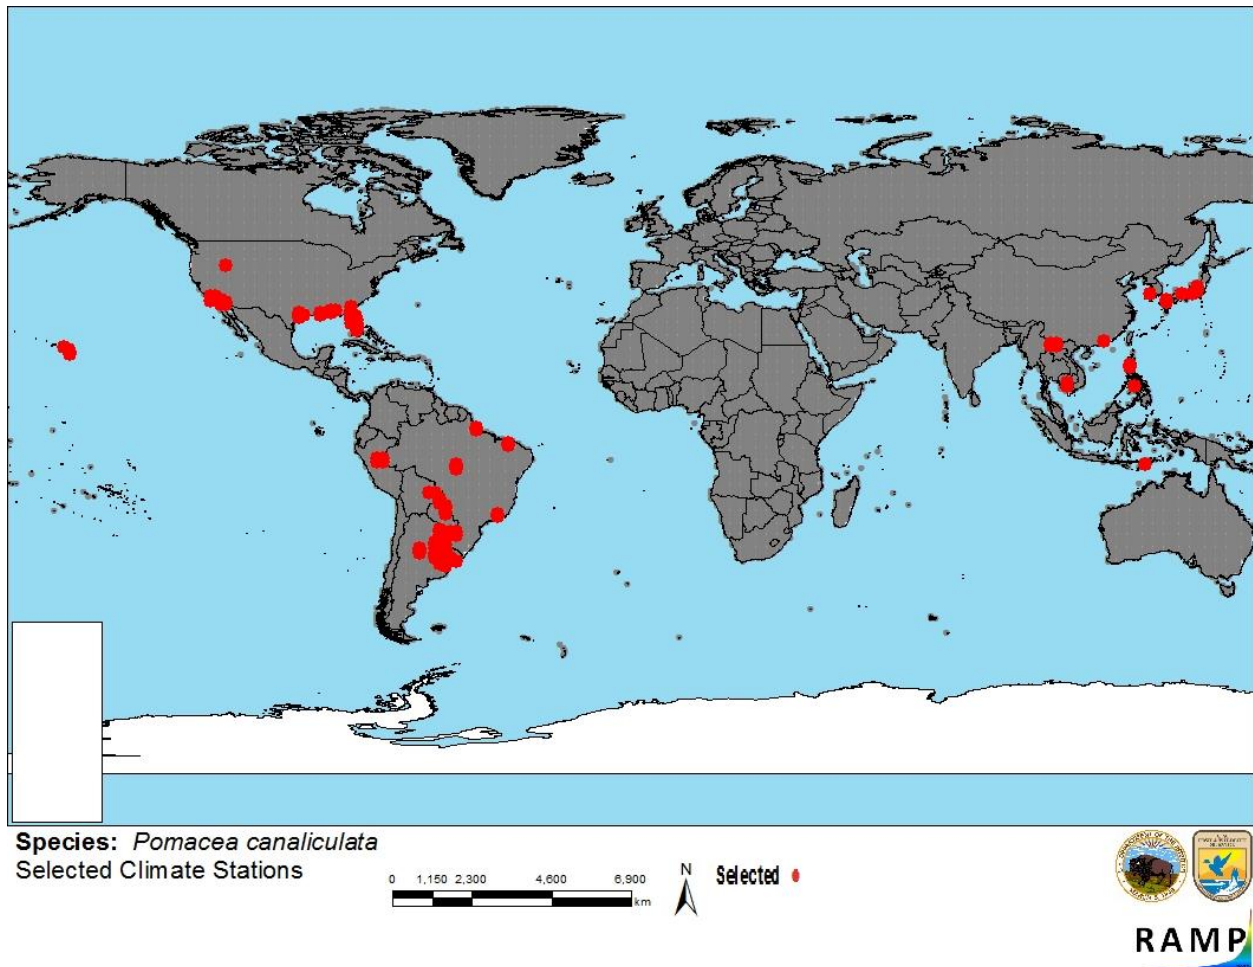 Species: Pomacea canaliculata
Selected Climate Stations
0 1,150 2,300 4,600 6,900
km
N
Selected
RAMP